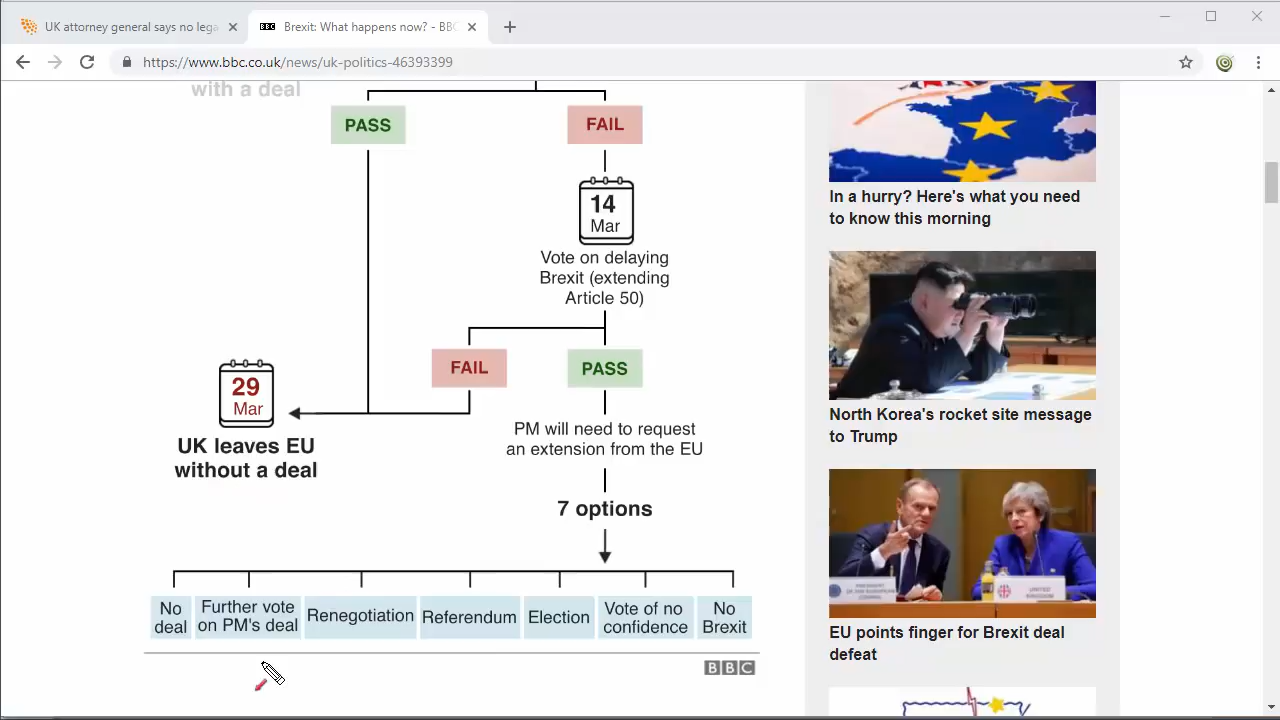 UK attorney general says no lega
BBC
Brexit: What happens now? - BBC
https://www.bbc.co.uk/news/uk-politics-46393399
with a deal
PASS
FAIL
14
Mar
Vote on delaying
Brexit (extending
Article 50)
FAIL
PASS
29
Mar
UK leaves EU
without a deal
PM will need to request
an extension from the EU
7 options
No
deal
Further vote
on PM's deal
Renegotiation
Referendum
Election
Vote of no
confidence
No
Brexit
BBC
In a hurry? Here's what you need
to know this morning
North Korea's rocket site message
to Trump
UNITED
KINGDOM
EU points finger for Brexit deal
defeat